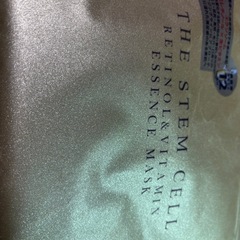 THE STEM CELL
RETINOL&VITAMIN
ESSENCE MASK